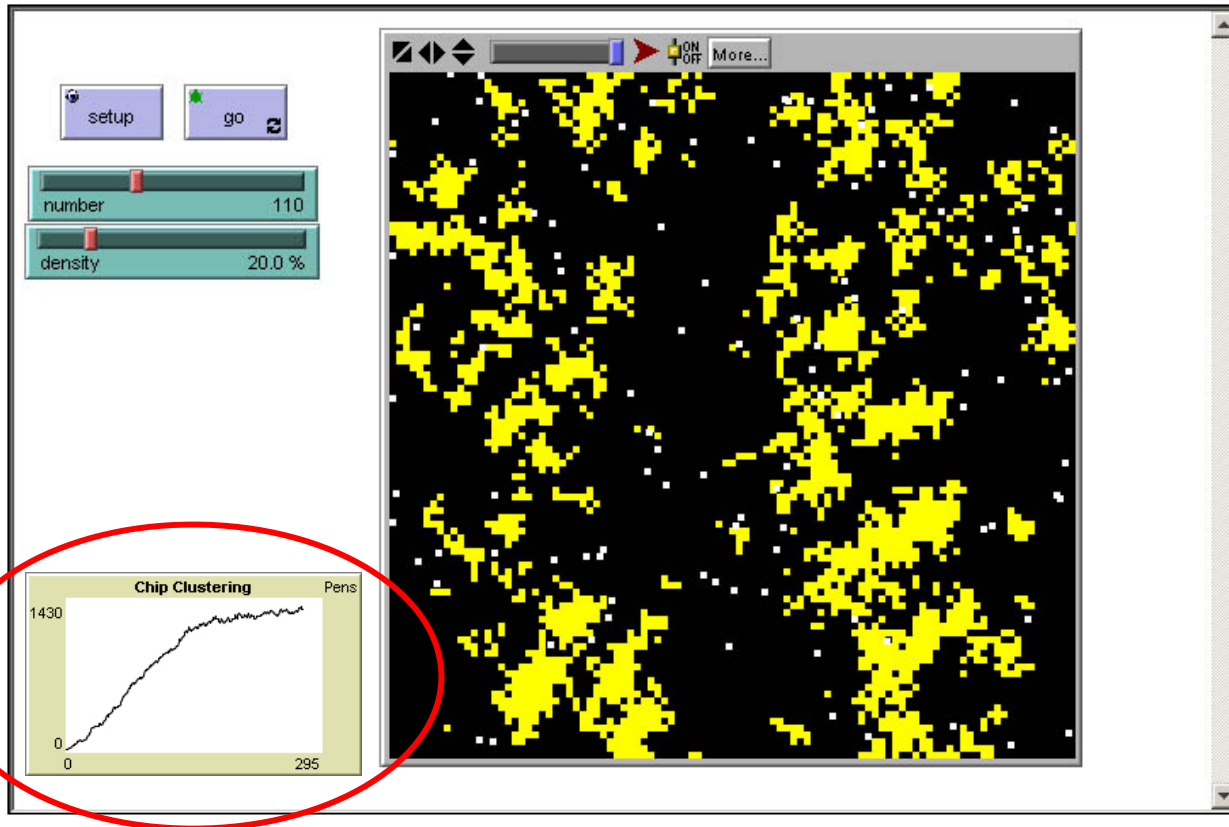 ON
OFF
More...
setup
go
number 110
density 20.0 %
Chip Clustering
Pens
1430
0
0 295